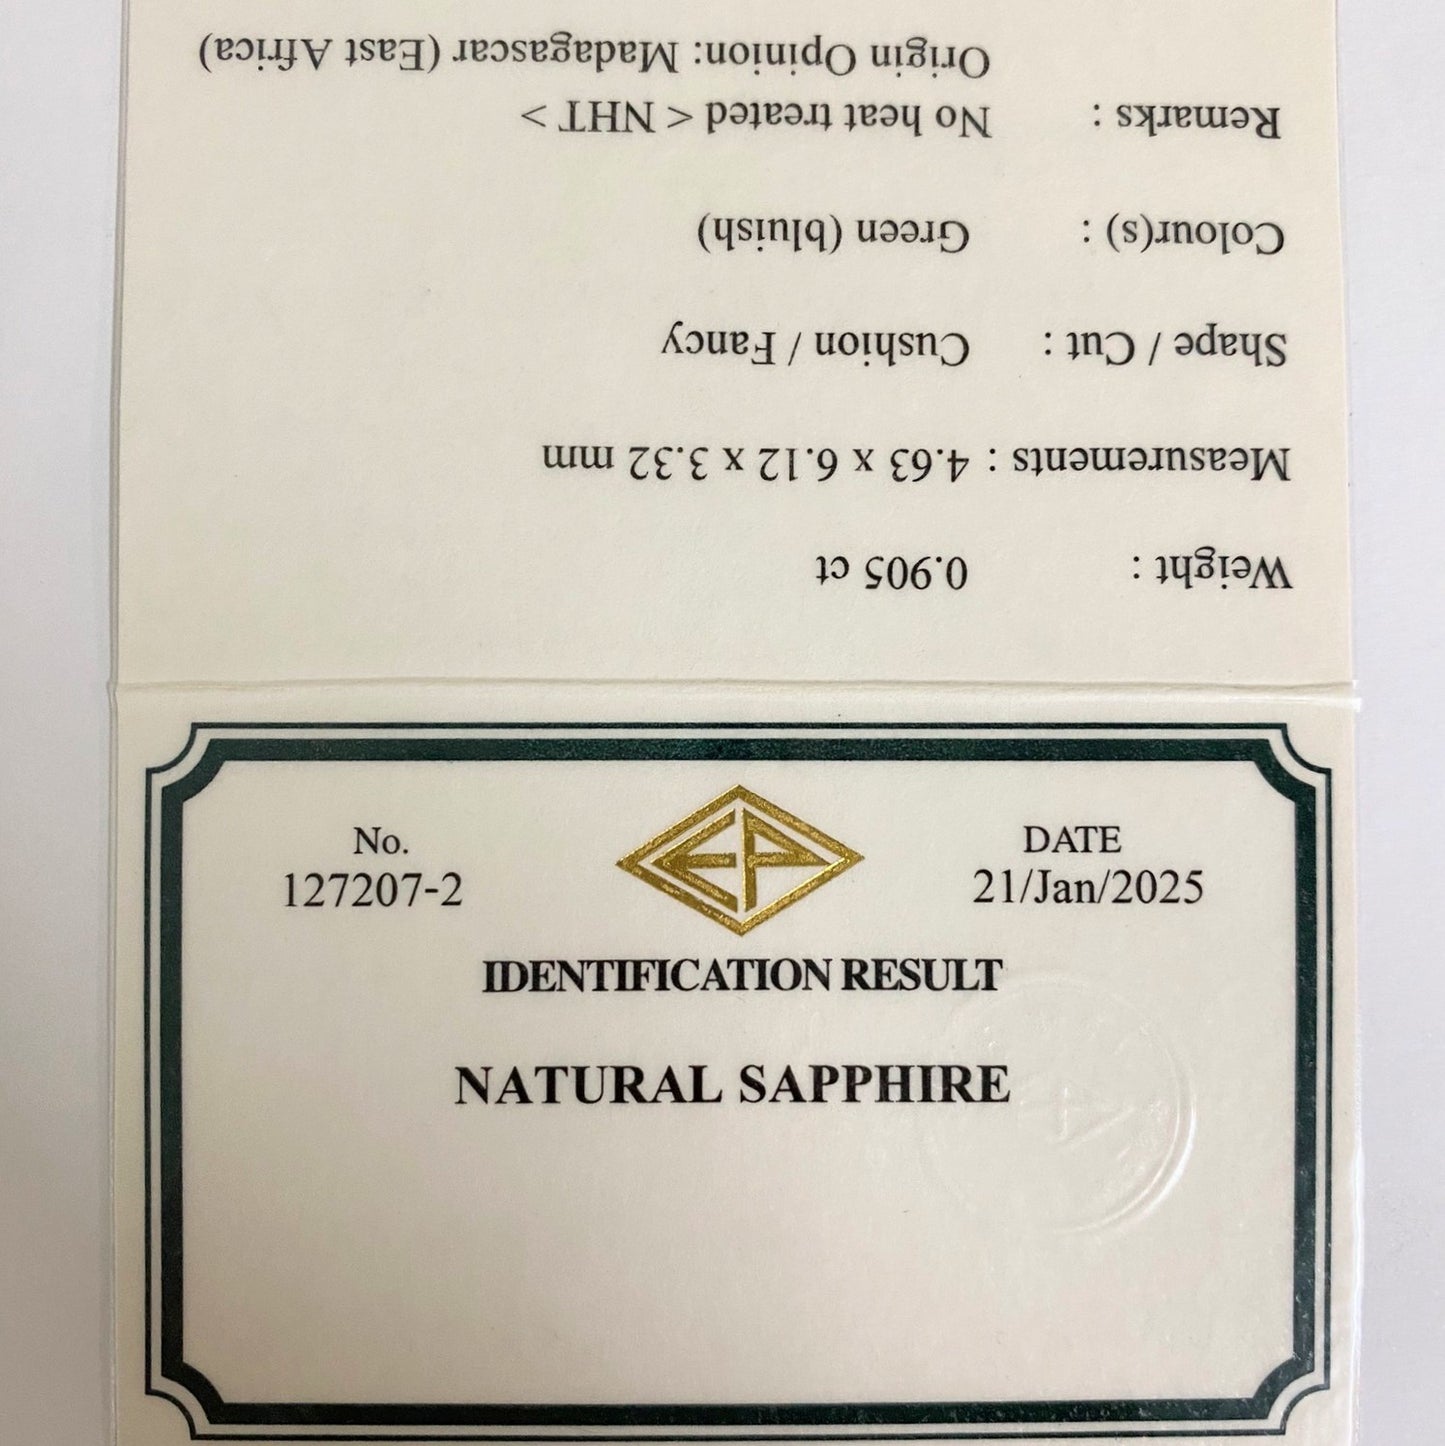 No.
127207-2
EP
DATE
21/Jan/2025
IDENTIFICATION RESULT
NATURAL SAPPHIRE
Weight : 0.905 ct
Measurements : 4.63 x 6.12 x 3.32 mm
Shape / Cut : Cushion / Fancy
Colour(s) : Green (bluish)
Remarks : No heat treated < NHT >
Origin Opinion: Madagascar (East Africa)